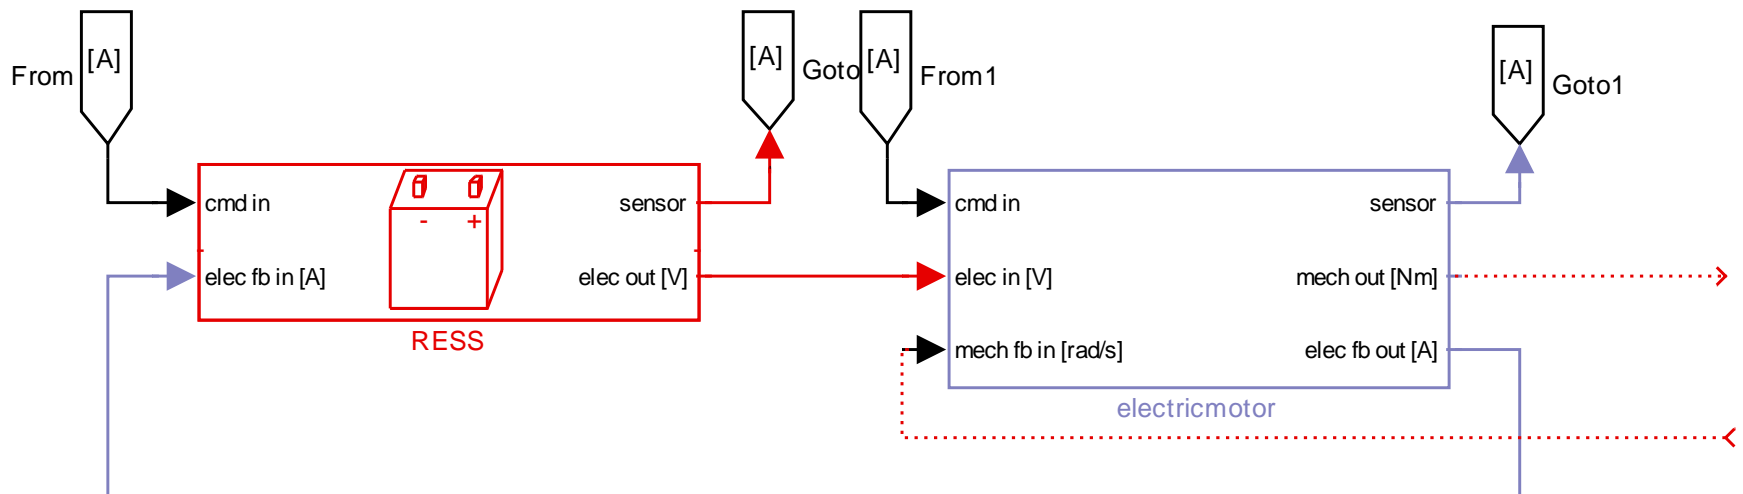 From
[A]
[A]
Goto
[A]
From1
[A]
Goto1
cmd in
sensor
elec fb in [A]
elec out [V]
- +
RESS
cmd in
sensor
elec in [V]
mech out [Nm]
mech fb in [rad/s]
elec fb out [A]
electricmotor